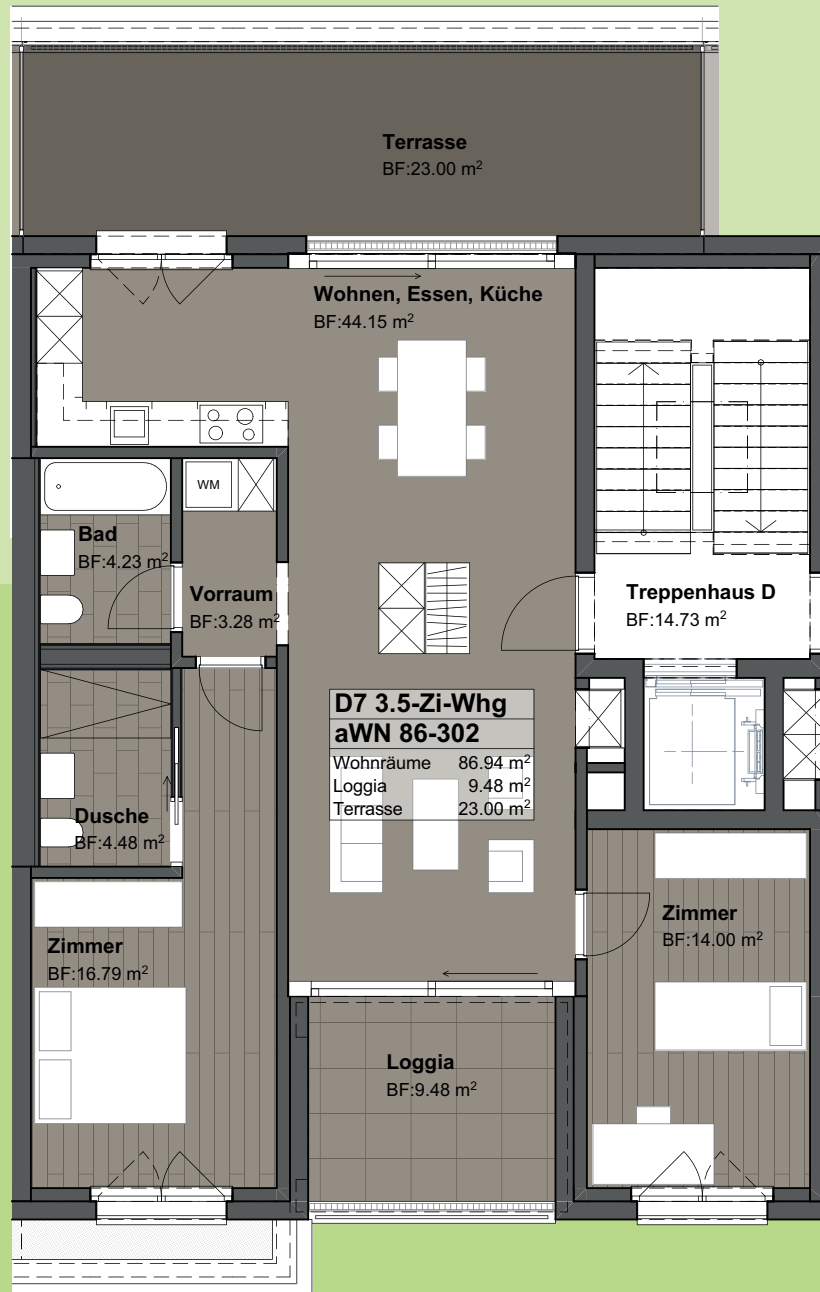 Terrasse
BF:23.00 m²
Wohnen, Essen, Küche
BF:44.15 m²
WM
Bad
BF:4.23 m²
Vorraum
BF:3.28 m²
Treppenhaus D
BF:14.73 m²
D7 3.5-Zi-Whg
aWN 86-302
Wohnräume 86.94 m²
Loggia 9.48 m²
Terrasse 23.00 m²
Dusche
BF:4.48 m²
Zimmer
BF:16.79 m²
Zimmer
BF:14.00 m²
Loggia
BF:9.48 m²